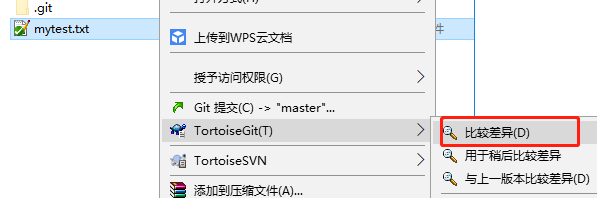 .git
mytest.txt
件
上传到WPS云文档
授予访问权限(G)
Git 提交(C) -> "master"...
TortoiseGit(T)
比较差异(D)
TortoiseSVN
用于稍后比较差异
与上一版本比较差异(D)
添加到压缩文件(A)...